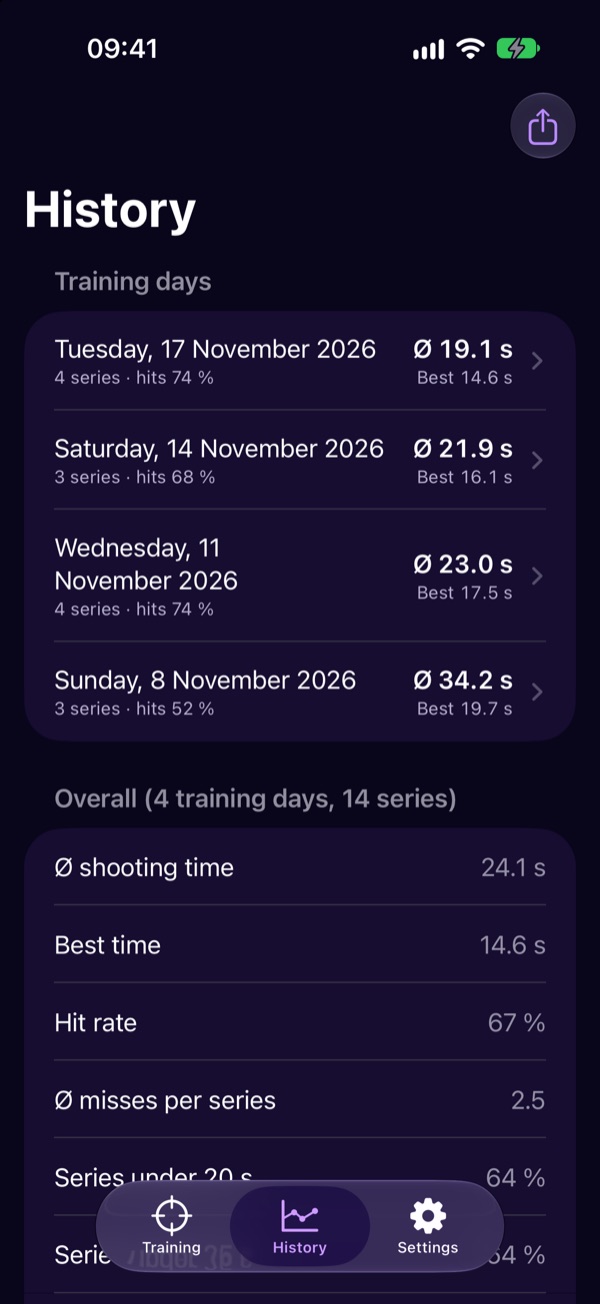 09:41
History
Training days
Tuesday, 17 November 2026
Ø 19.1 s
4 series · hits 74 %
Best 14.6 s
Saturday, 14 November 2026
Ø 21.9 s
3 series · hits 68 %
Best 16.1 s
Wednesday, 11
November 2026
Ø 23.0 s
4 series · hits 74 %
Best 17.5 s
Sunday, 8 November 2026
Ø 34.2 s
3 series · hits 52 %
Best 19.7 s
Overall (4 training days, 14 series)
Ø shooting time
24.1 s
Best time
14.6 s
Hit rate
67 %
Ø misses per series
2.5
Series under 20 s
64 %
Training
History
Settings